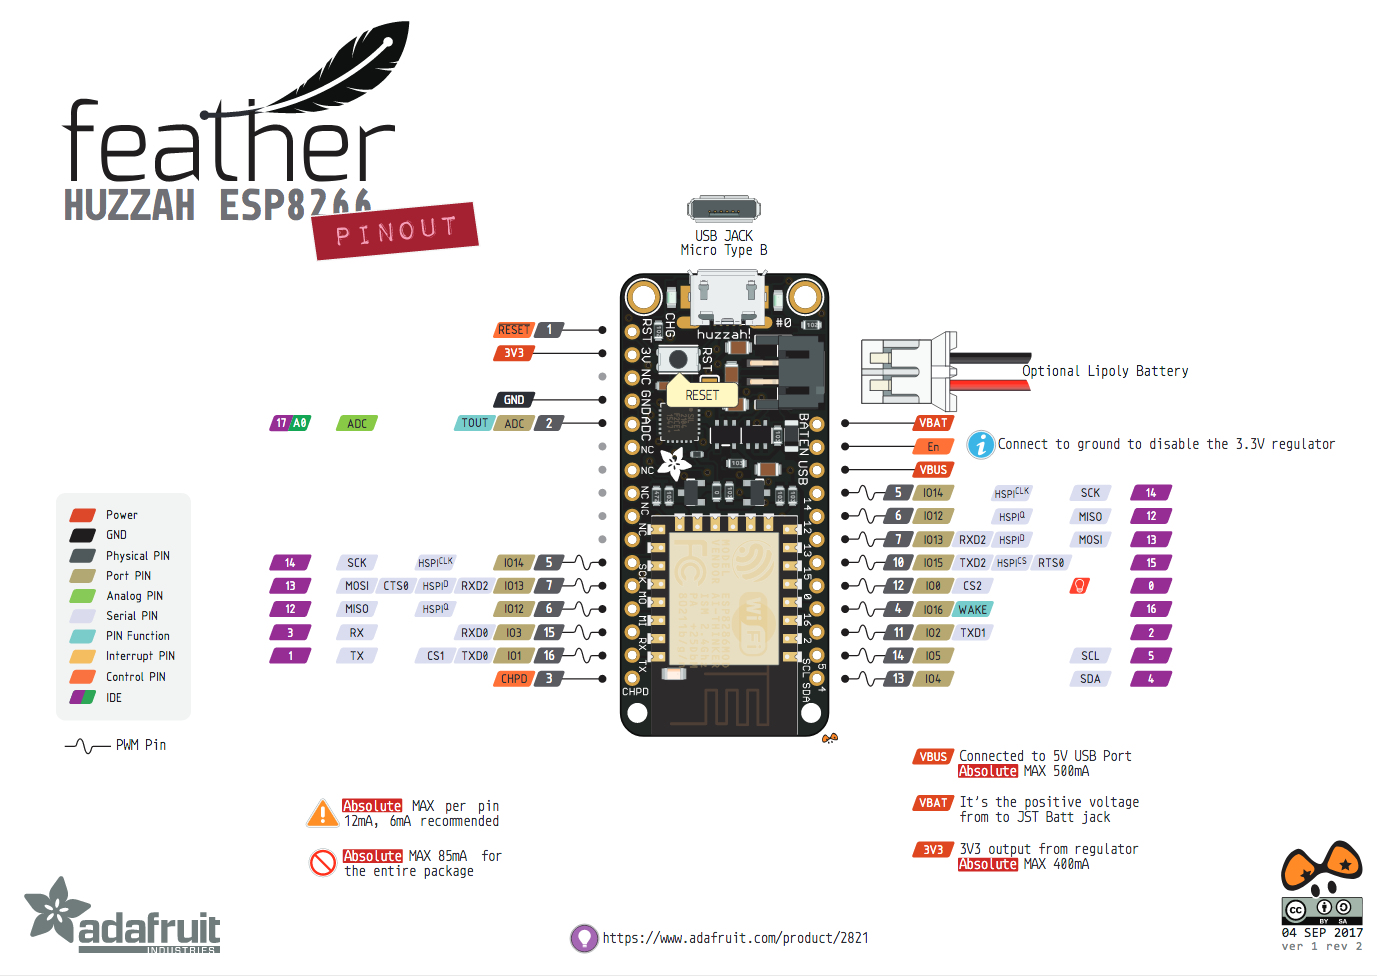 feather
HUZZAH ESP8266
PINOUT
USB JACK
Micro Type B
RESET 1
3V3
GND
17/A0 ADC TOUT ADC 2
14 SCK HSPICLK IO14 5
13 MOSI CTS0 HSPID RXD2 IO13 7
12 MISO HSPIQ IO12 6
3 RX RXD0 IO3 15
1 TX CS1 TXD0 IO1 16
CHPD 3
CHG
#0
huzzah!
RST
RESET
RST
3V
NC
GND
ADC
NC
NC
NC
NC
NC
SCK
MO
MI
RX
TX
CHPD
BAT
EN
USB
14
12
13
15
0
16
2
5
SCL
4
SDA
WiFi
Optional Lipoly Battery
VBAT
En
Connect to ground to disable the 3.3V regulator
VBUS
5 IO14 HSPICLK SCK 14
6 IO12 HSPIQ MISO 12
7 IO13 RXD2 HSPID MOSI 13
10 IO15 TXD2 HSPICS RTS0 15
12 IO0 CS2 0
4 IO16 WAKE 16
11 IO2 TXD1 2
14 IO5 SCL 5
13 IO4 SDA 4
Power
GND
Physical PIN
Port PIN
Analog PIN
Serial PIN
PIN Function
Interrupt PIN
Control PIN
IDE
PWM Pin
Absolute MAX per pin
12mA, 6mA recommended
Absolute MAX 85mA for
the entire package
VBUS Connected to 5V USB Port
Absolute MAX 500mA
VBAT It's the positive voltage
from to JST Batt jack
3V3 3V3 output from regulator
Absolute MAX 400mA
adafruit
INDUSTRIES
https://www.adafruit.com/product/2821
cc BY SA
04 SEP 2017
ver 1 rev 2